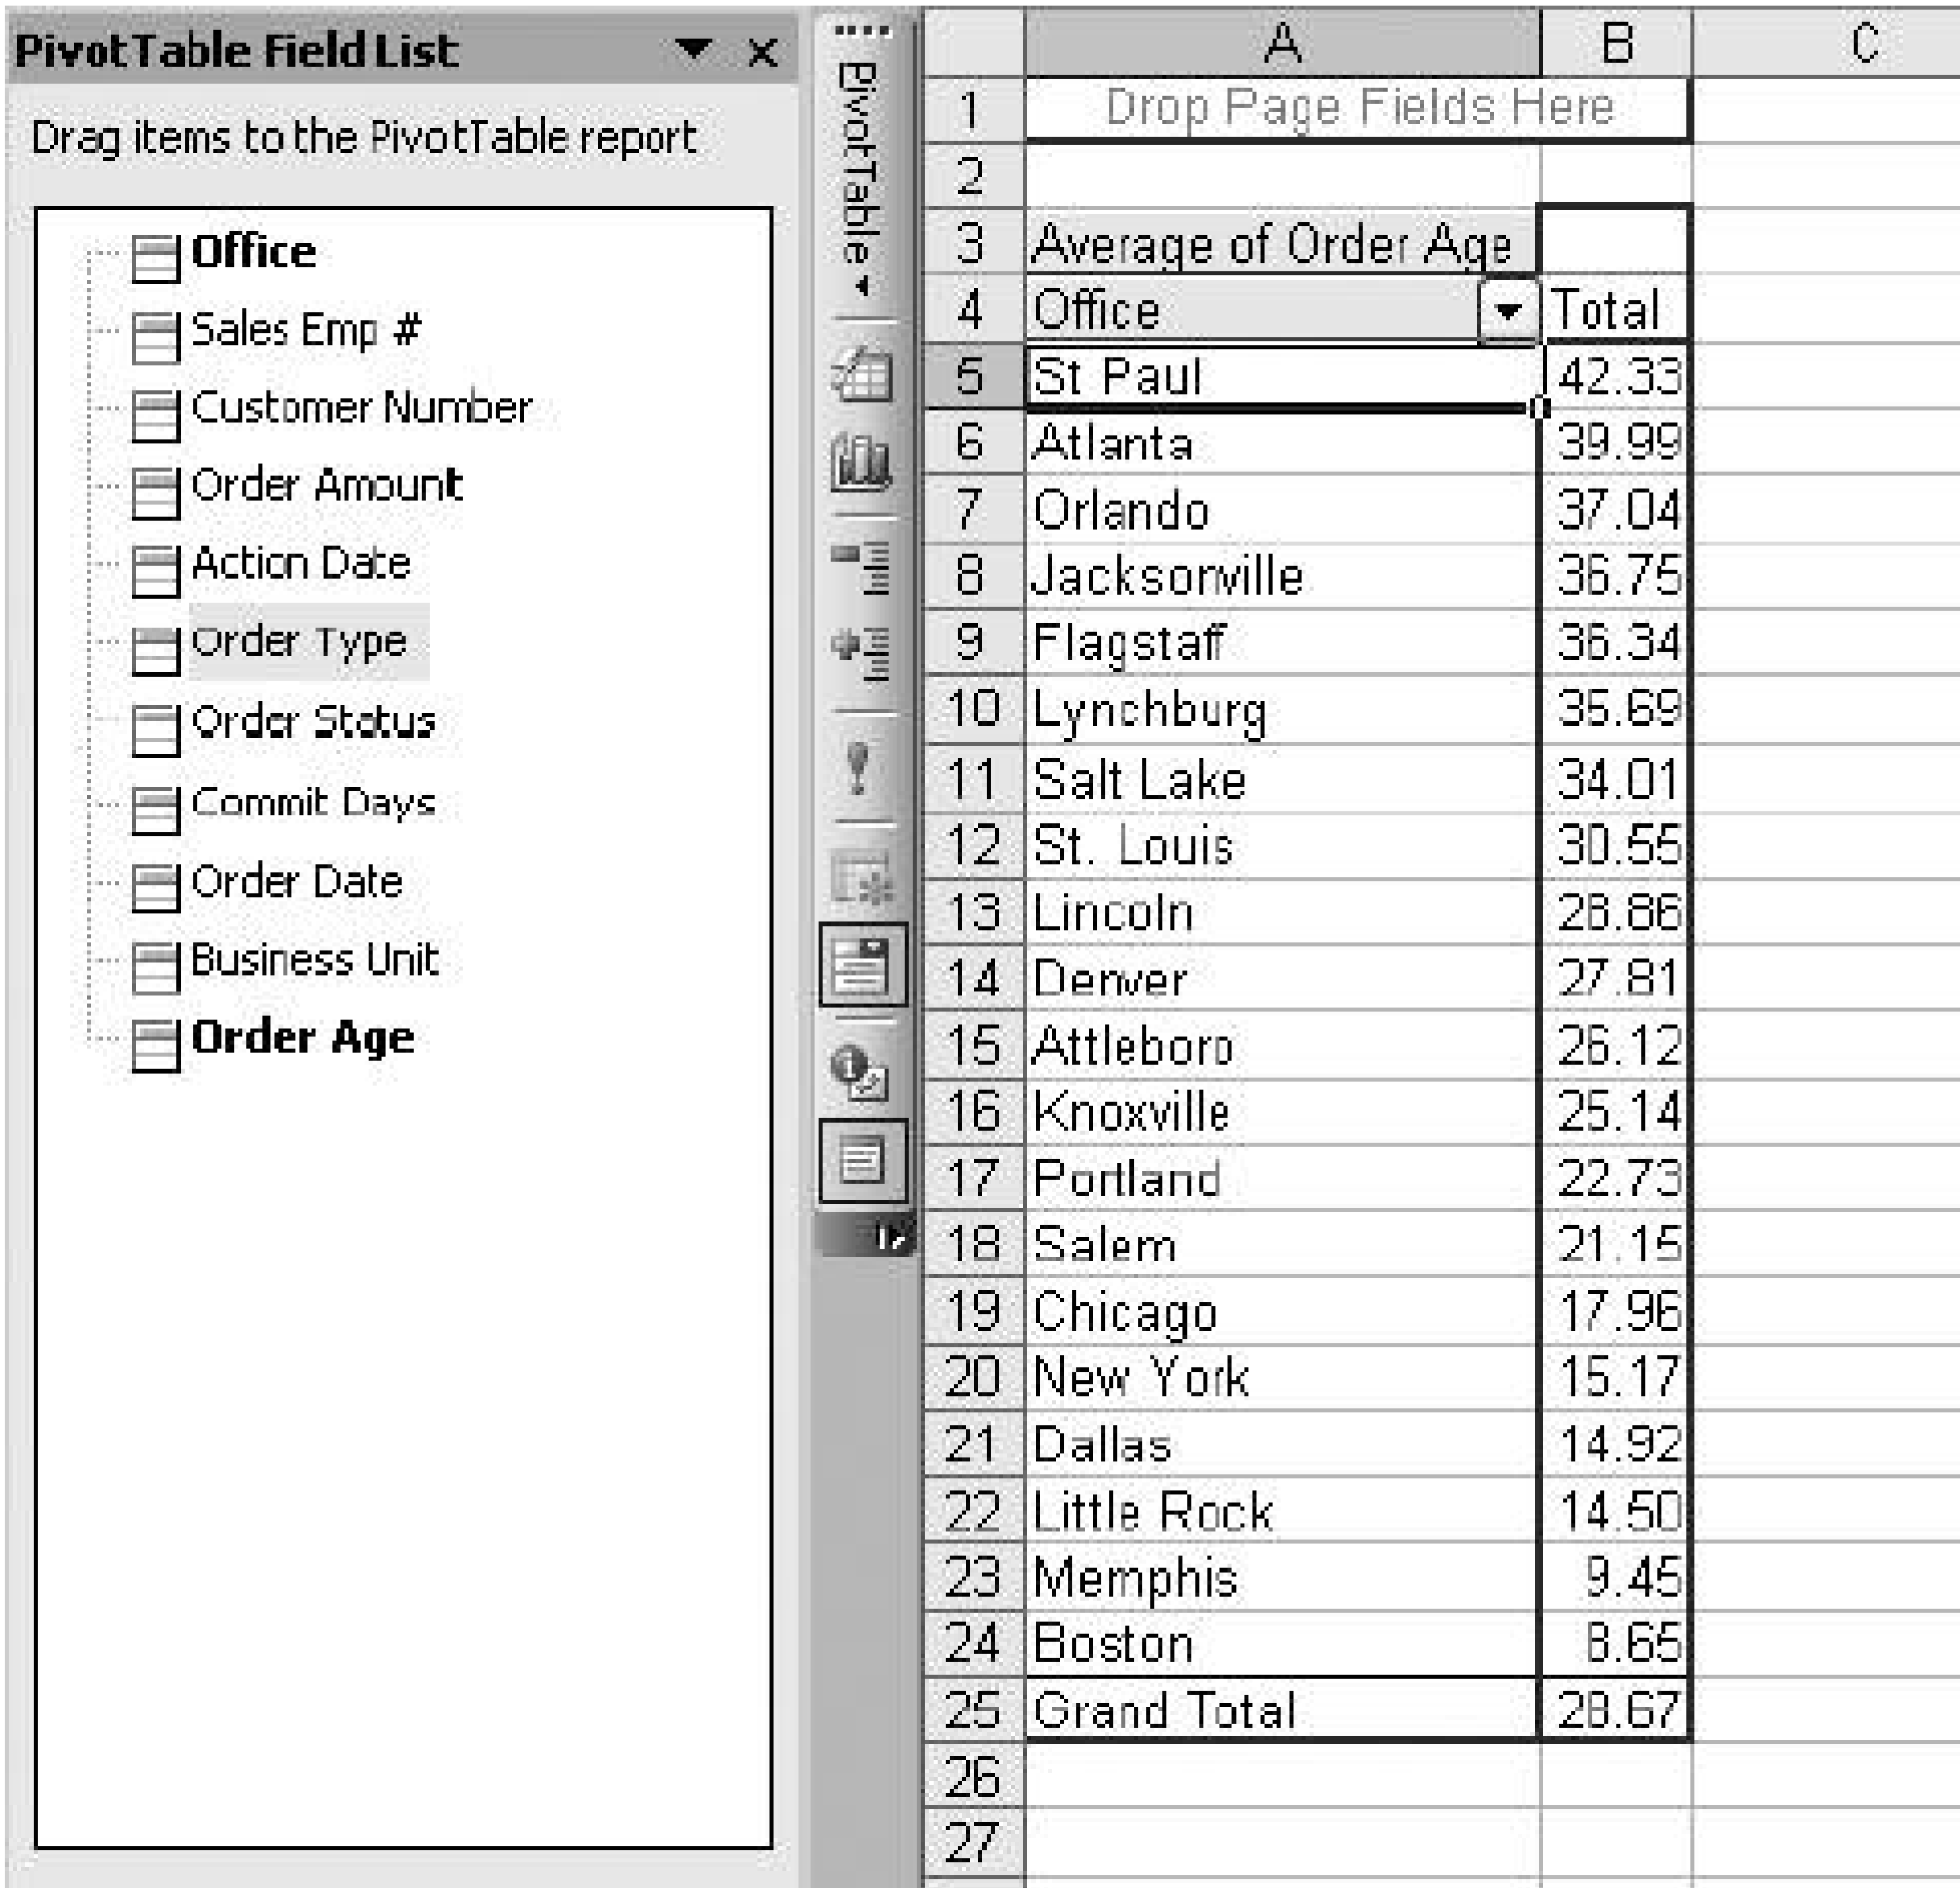 PivotTable Field List
Drag items to the PivotTable report
Office
Sales Emp #
Customer Number
Order Amount
Action Date
Order Type
Order Status
Commit Days
Order Date
Business Unit
Order Age
PivotTable
A B C
1 Drop Page Fields Here
2
3 Average of Order Age
4 Office Total
5 St Paul 42.33
6 Atlanta 39.99
7 Orlando 37.04
8 Jacksonville 36.75
9 Flagstaff 36.34
10 Lynchburg 35.69
11 Salt Lake 34.01
12 St. Louis 30.55
13 Lincoln 28.86
14 Denver 27.81
15 Attleboro 26.12
16 Knoxville 25.14
17 Portland 22.73
18 Salem 21.15
19 Chicago 17.96
20 New York 15.17
21 Dallas 14.92
22 Little Rock 14.50
23 Memphis 9.45
24 Boston 8.65
25 Grand Total 28.67
26
27